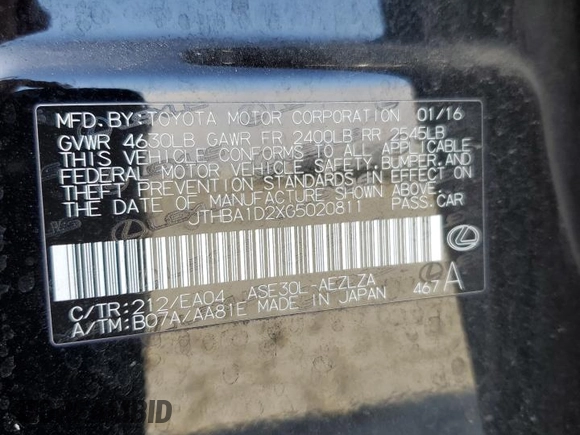 MFD.BY:TOYOTA MOTOR CORPORATION 01/16
GVWR 4630LB GAWR FR 2400LB RR 2545LB
THIS VEHICLE CONFORMS TO ALL APPLICABLE
FEDERAL MOTOR VEHICLE SAFETY,BUMPER,AND
THEFT PREVENTION STANDARDS IN EFFECT ON
THE DATE OF MANUFACTURE SHOWN ABOVE.
JTHBA1D2XG5020811 PASS.CAR
C/TR:212/EA04 ASE30L-AEZLZA
A/TM:B07A/AA81E MADE IN JAPAN 467 A